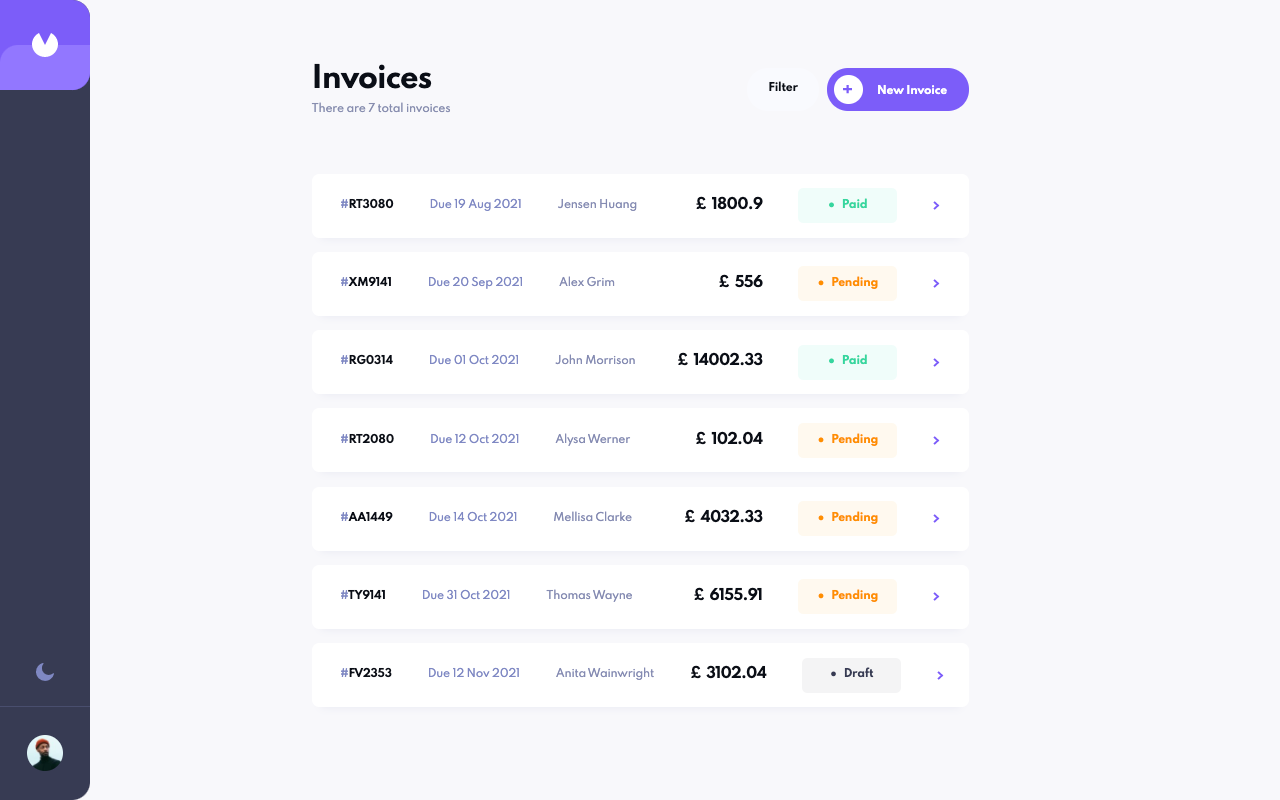 Invoices
There are 7 total invoices
Filter
+ New Invoice
#RT3080 Due 19 Aug 2021 Jensen Huang £ 1800.9 • Paid
#XM9141 Due 20 Sep 2021 Alex Grim £ 556 • Pending
#RG0314 Due 01 Oct 2021 John Morrison £ 14002.33 • Paid
#RT2080 Due 12 Oct 2021 Alysa Werner £ 102.04 • Pending
#AA1449 Due 14 Oct 2021 Mellisa Clarke £ 4032.33 • Pending
#TY9141 Due 31 Oct 2021 Thomas Wayne £ 6155.91 • Pending
#FV2353 Due 12 Nov 2021 Anita Wainwright £ 3102.04 • Draft